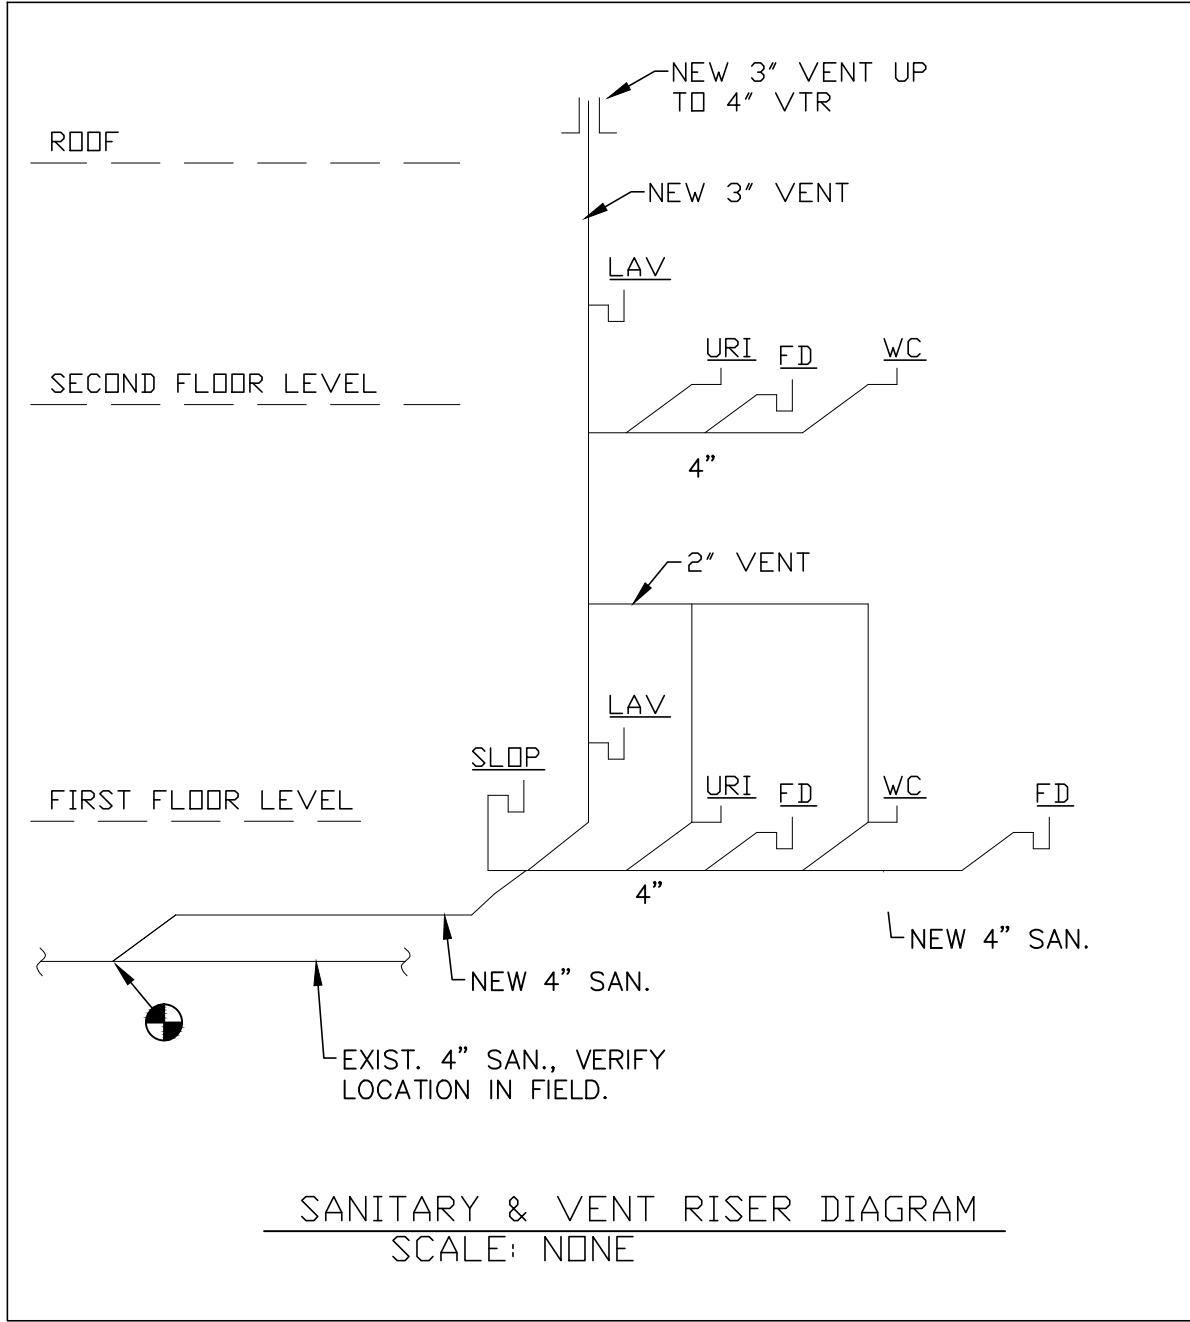 NEW 3" VENT UP
TO 4" VTR
ROOF
NEW 3" VENT
LAV
URI
FD
WC
SECOND FLOOR LEVEL
4”
2" VENT
LAV
SLOP
URI
FD
WC
FD
FIRST FLOOR LEVEL
4”
NEW 4” SAN.
NEW 4” SAN.
EXIST. 4” SAN., VERIFY
LOCATION IN FIELD.
SANITARY & VENT RISER DIAGRAM
SCALE: NONE